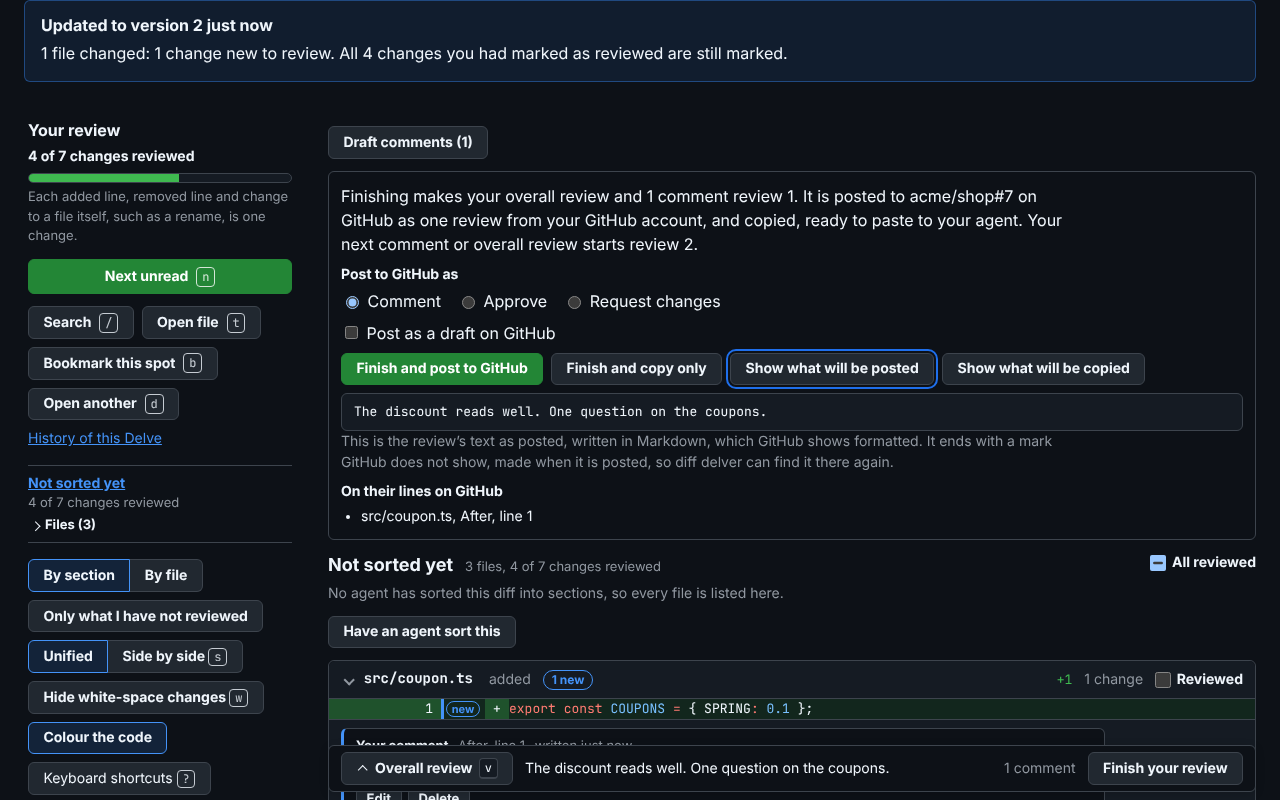 Updated to version 2 just now
1 file changed: 1 change new to review. All 4 changes you had marked as reviewed are still marked.
Your review
4 of 7 changes reviewed
Each added line, removed line and change
to a file itself, such as a rename, is one
change.
Next unread n
Search /
Open file t
Bookmark this spot b
Open another d
History of this Delve
Not sorted yet
4 of 7 changes reviewed
Files (3)
By section
By file
Only what I have not reviewed
Unified
Side by side s
Hide white-space changes w
Colour the code
Keyboard shortcuts ?
Draft comments (1)
Finishing makes your overall review and 1 comment review 1. It is posted to acme/shop#7 on
GitHub as one review from your GitHub account, and copied, ready to paste to your agent. Your
next comment or overall review starts review 2.
Post to GitHub as
Comment
Approve
Request changes
Post as a draft on GitHub
Finish and post to GitHub
Finish and copy only
Show what will be posted
Show what will be copied
The discount reads well. One question on the coupons.
This is the review's text as posted, written in Markdown, which GitHub shows formatted. It ends with a mark
GitHub does not show, made when it is posted, so diff delver can find it there again.
On their lines on GitHub
• src/coupon.ts, After, line 1
Not sorted yet 3 files, 4 of 7 changes reviewed
All reviewed
No agent has sorted this diff into sections, so every file is listed here.
Have an agent sort this
src/coupon.ts added 1 new +1 1 change Reviewed
1 new + export const COUPONS = { SPRING: 0.1 };
Your comment After, line 1 written just now
Overall review v The discount reads well. One question on the coupons. 1 comment Finish your review
Edit Delete